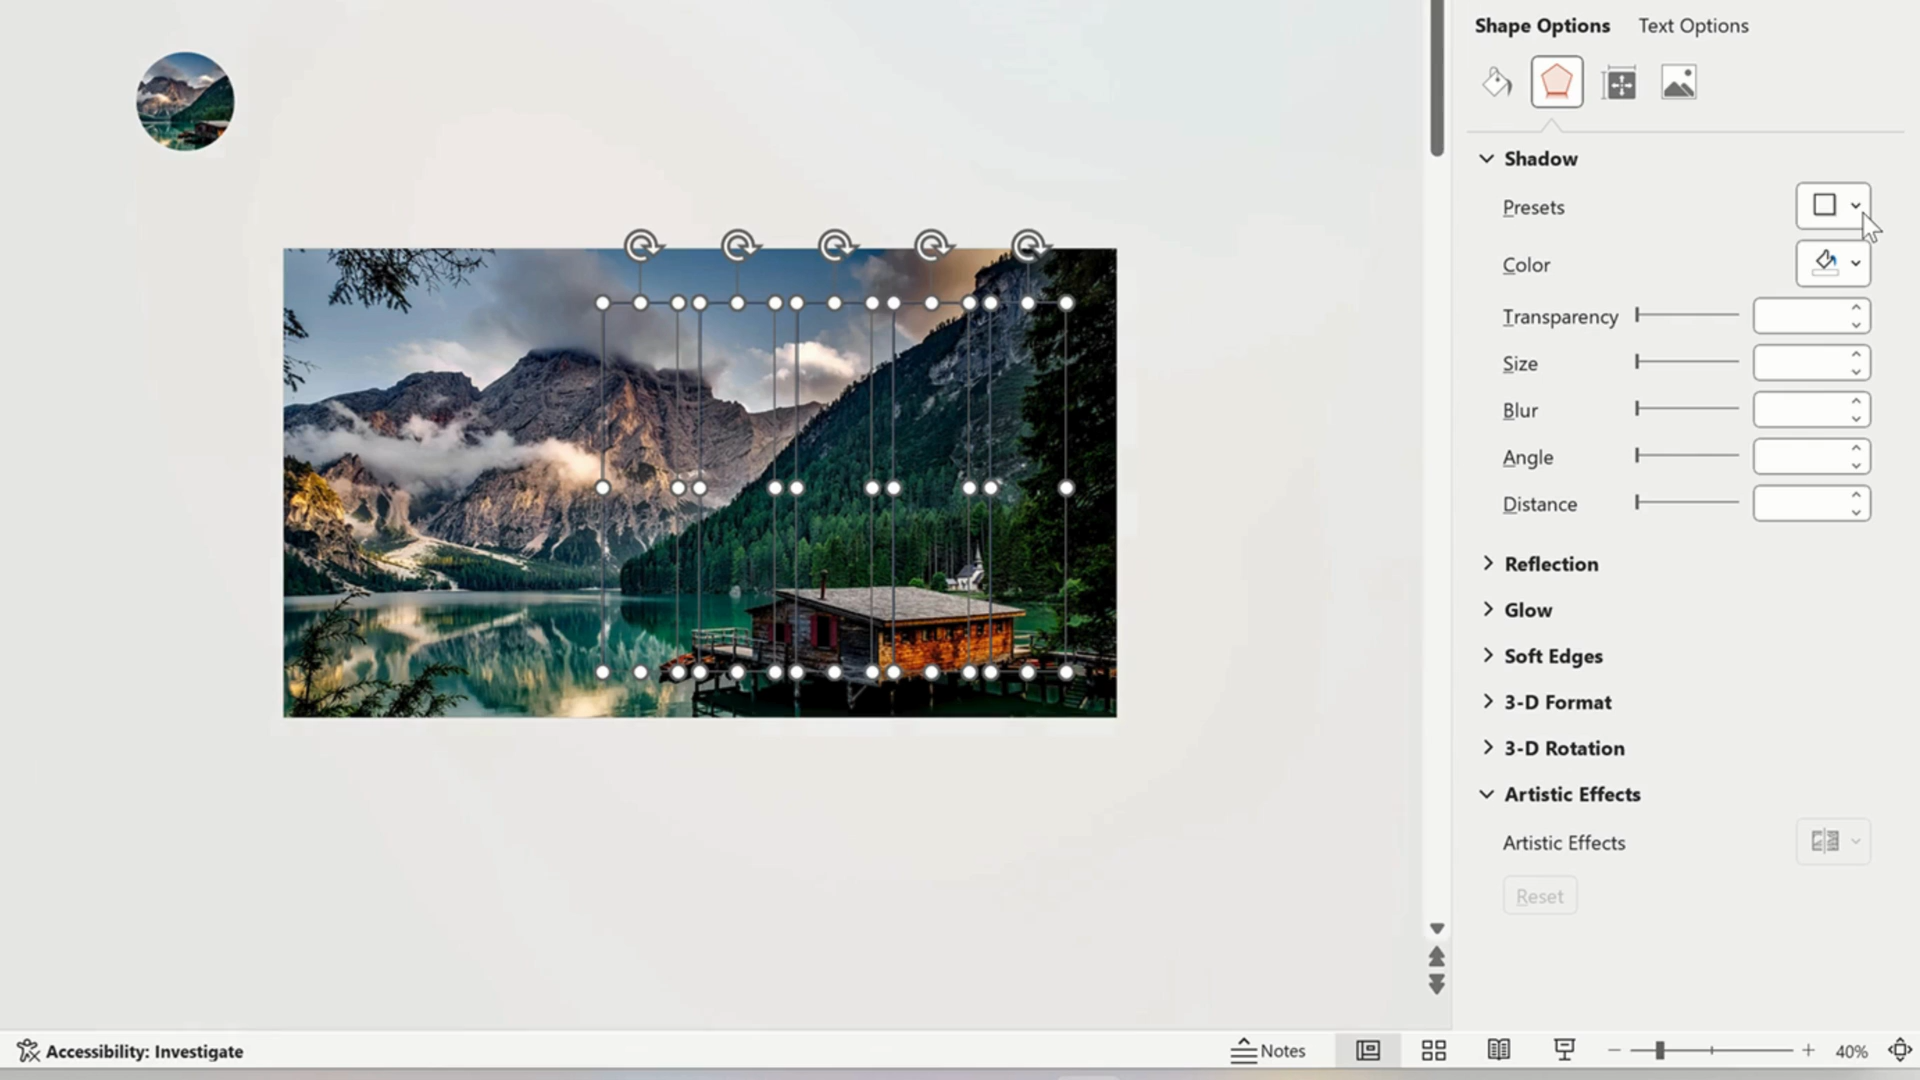 Shape Options Text Options
Shadow
Presets
Color
Transparency
Size
Blur
Angle
Distance
Reflection
Glow
Soft Edges
3-D Format
3-D Rotation
Artistic Effects
Artistic Effects
Reset
Accessibility: Investigate Notes 40%